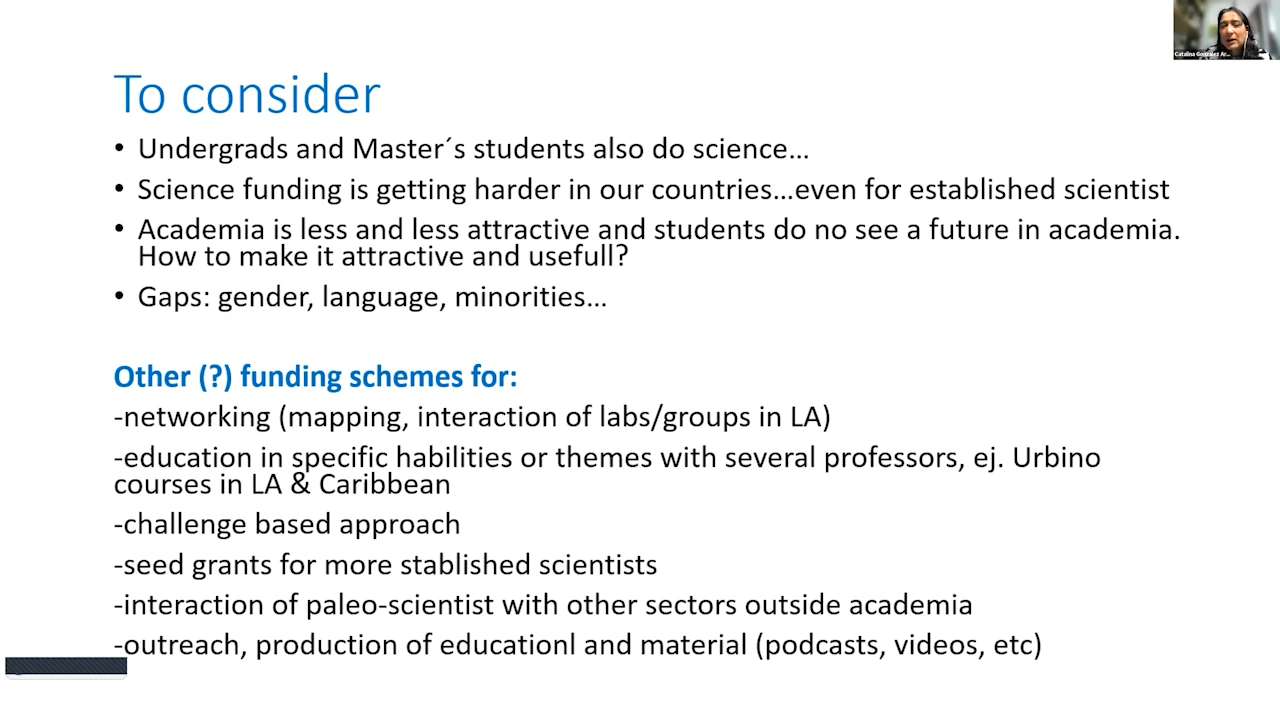 Catalina Gonzalez Ar...
To consider
• Undergrads and Master´s students also do science…
• Science funding is getting harder in our countries…even for established scientist
• Academia is less and less attractive and students do no see a future in academia.
How to make it attractive and usefull?
• Gaps: gender, language, minorities…
Other (?) funding schemes for:
-networking (mapping, interaction of labs/groups in LA)
-education in specific habilities or themes with several professors, ej. Urbino
courses in LA & Caribbean
-challenge based approach
-seed grants for more stablished scientists
-interaction of paleo-scientist with other sectors outside academia
-outreach, production of educationl and material (podcasts, videos, etc)